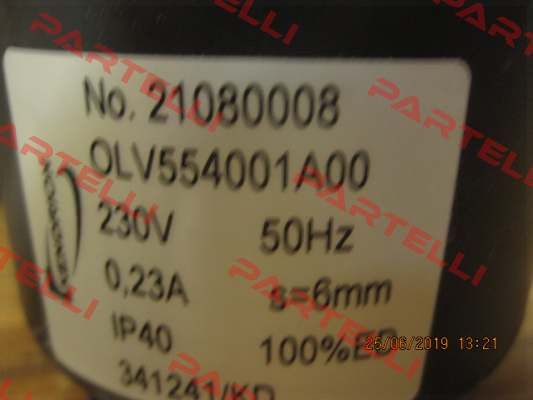 No. 21080008
OLV554001A00
230V 50Hz
0,23A s=6mm
IP40 100%ED
341241/KD
25/06/2019 13:21
PARTELLI
PARTELLI
PARTELLI
PARTELLI
PARTELLI